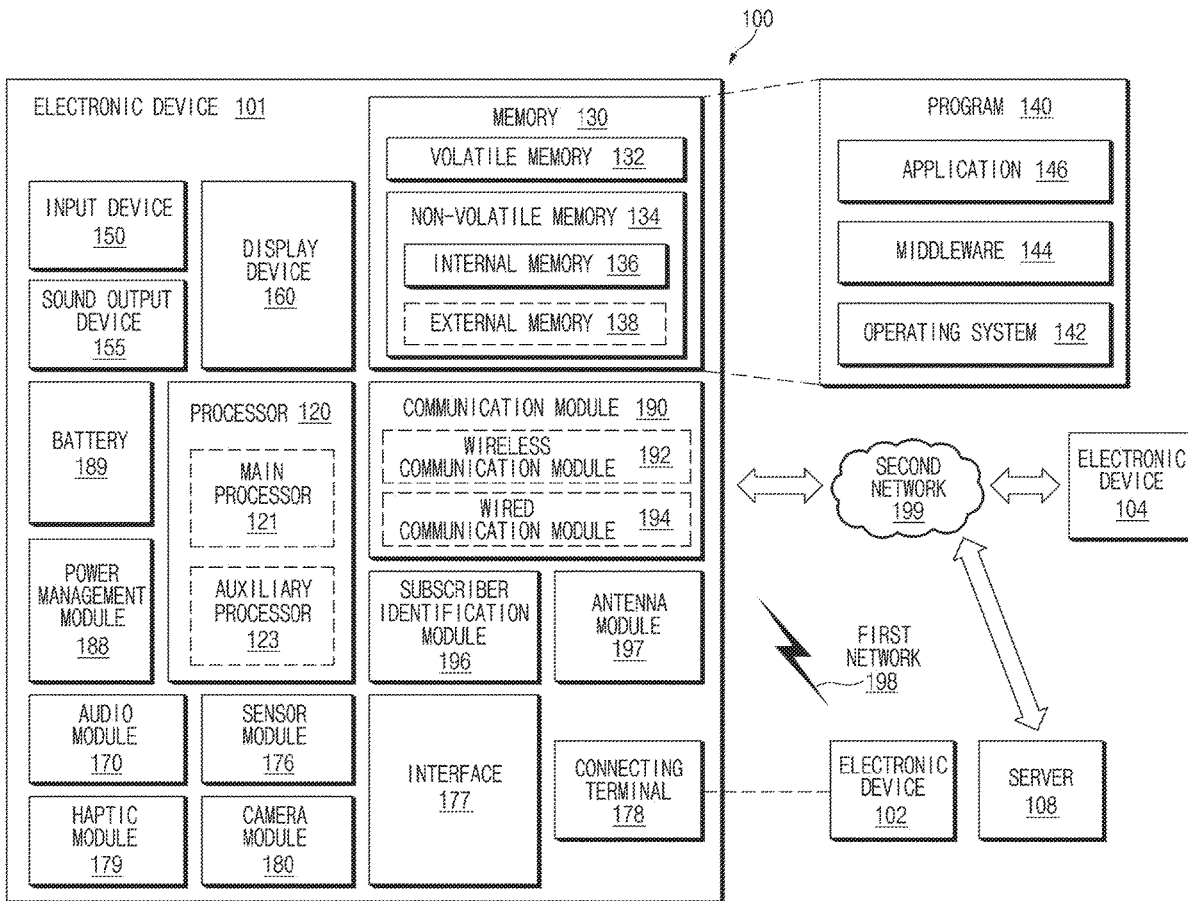 100
ELECTRONIC DEVICE 101
MEMORY 130
VOLATILE MEMORY 132
NON-VOLATILE MEMORY 134
INTERNAL MEMORY 136
EXTERNAL MEMORY 138
PROGRAM 140
APPLICATION 146
MIDDLEWARE 144
OPERATING SYSTEM 142
INPUT DEVICE
150
SOUND OUTPUT
DEVICE
155
DISPLAY
DEVICE
160
BATTERY
189
POWER
MANAGEMENT
MODULE
188
PROCESSOR 120
MAIN
PROCESSOR
121
AUXILIARY
PROCESSOR
123
COMMUNICATION MODULE 190
WIRELESS
COMMUNICATION MODULE 192
WIRED
COMMUNICATION MODULE 194
SUBSCRIBER
IDENTIFICATION
MODULE
196
ANTENNA
MODULE
197
SECOND
NETWORK
199
ELECTRONIC
DEVICE
104
FIRST
NETWORK
198
AUDIO
MODULE
170
SENSOR
MODULE
176
HAPTIC
MODULE
179
CAMERA
MODULE
180
INTERFACE
177
CONNECTING
TERMINAL
178
ELECTRONIC
DEVICE
102
SERVER
108